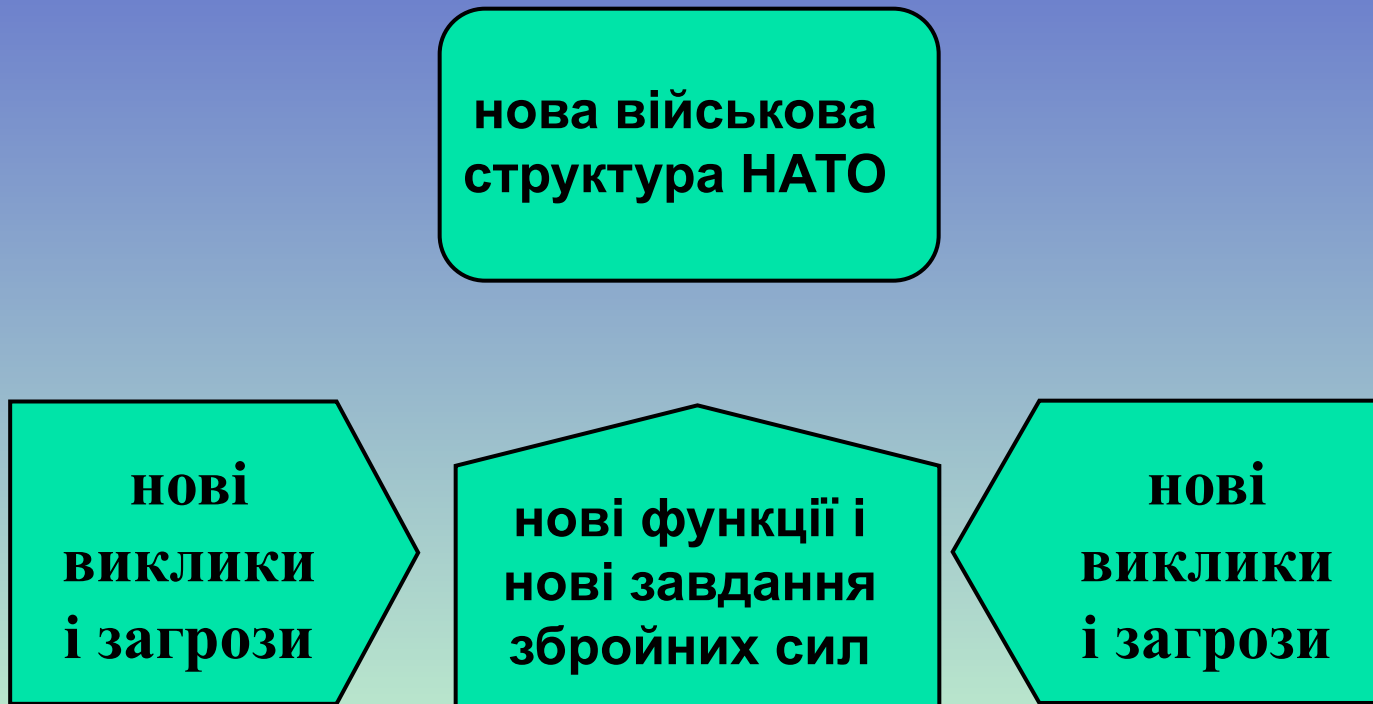 нова військова
структура НАТО
нові
виклики
і загрози
нові функції і
нові завдання
збройних сил
нові
виклики
і загрози